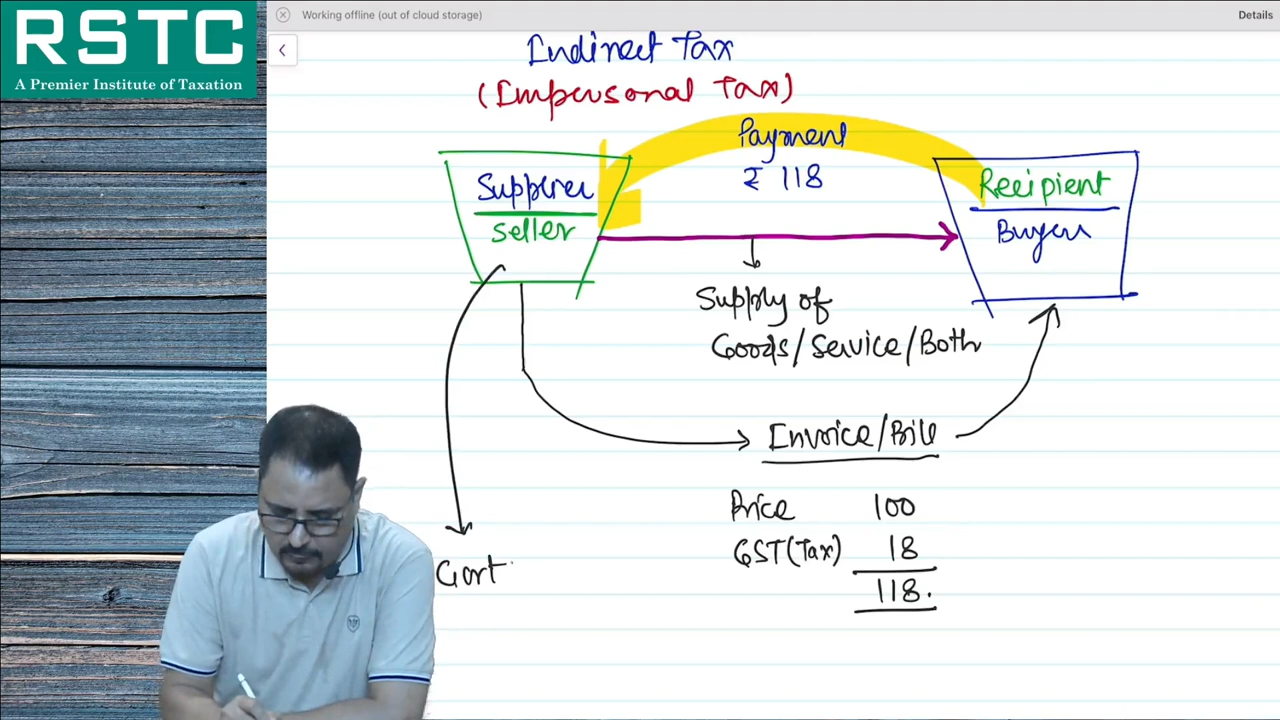 RSTC
A Premier Institute of Taxation
Working offline (out of cloud storage)
Details
Indirect Tax
(Impersonal Tax)
Payment
₹ 118
Supplier
Seller
Recipient
Buyer
Supply of
Goods/Service/Both
Invoice/Bill
Price 100
GST(Tax) 18
118.
Govt